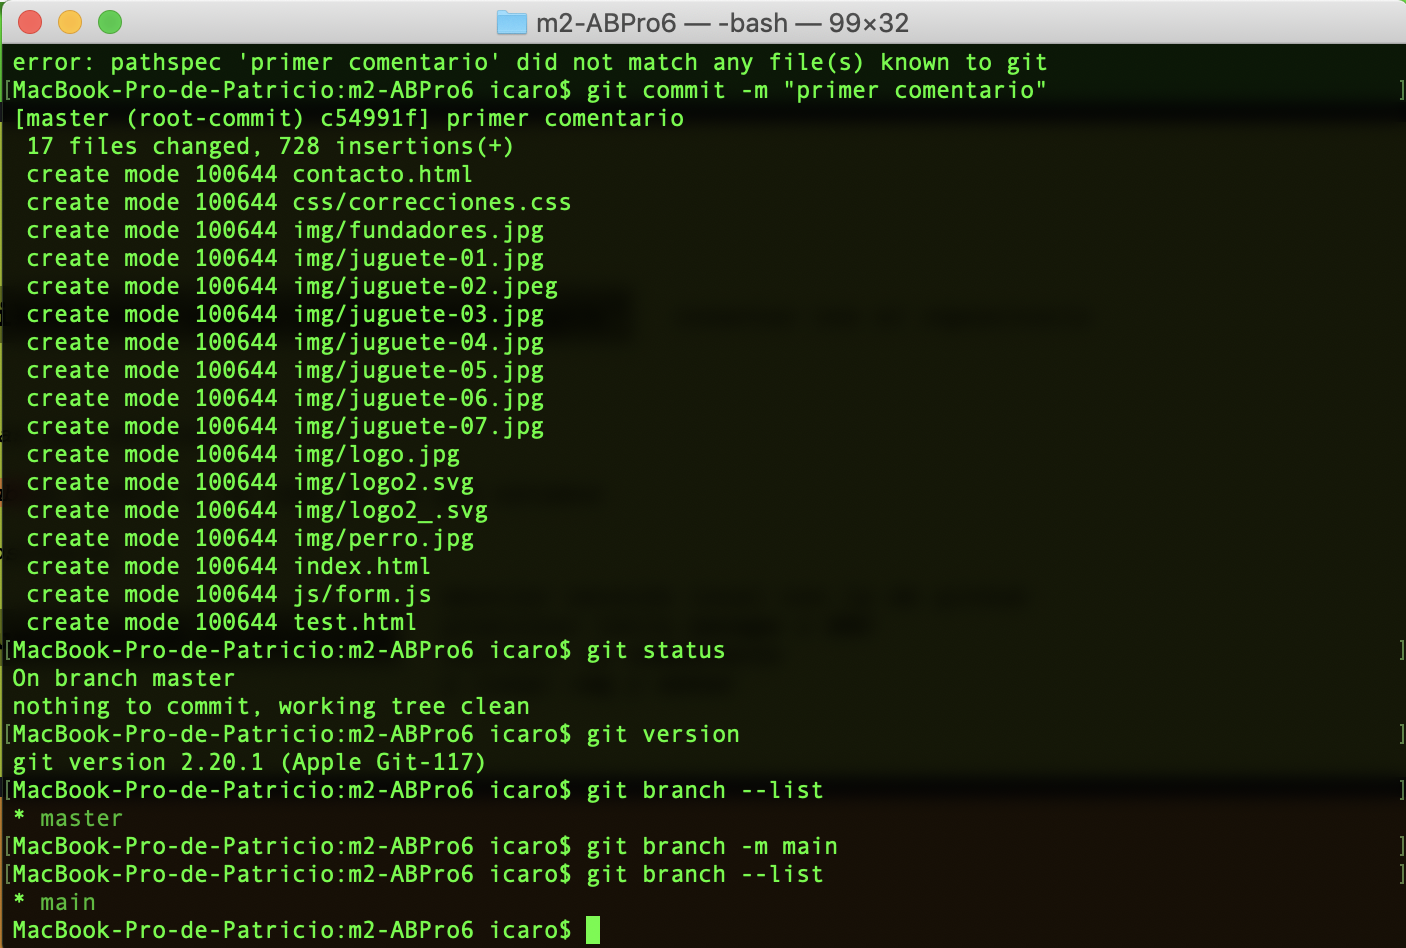 m2-ABPro6 — -bash — 99×32
error: pathspec 'primer comentario' did not match any file(s) known to git
[MacBook-Pro-de-Patricio:m2-ABPro6 icaro$ git commit -m "primer comentario" ]
[master (root-commit) c54991f] primer comentario
 17 files changed, 728 insertions(+)
 create mode 100644 contacto.html
 create mode 100644 css/correcciones.css
 create mode 100644 img/fundadores.jpg
 create mode 100644 img/juguete-01.jpg
 create mode 100644 img/juguete-02.jpeg
 create mode 100644 img/juguete-03.jpg
 create mode 100644 img/juguete-04.jpg
 create mode 100644 img/juguete-05.jpg
 create mode 100644 img/juguete-06.jpg
 create mode 100644 img/juguete-07.jpg
 create mode 100644 img/logo.jpg
 create mode 100644 img/logo2.svg
 create mode 100644 img/logo2_.svg
 create mode 100644 img/perro.jpg
 create mode 100644 index.html
 create mode 100644 js/form.js
 create mode 100644 test.html
[MacBook-Pro-de-Patricio:m2-ABPro6 icaro$ git status ]
On branch master
nothing to commit, working tree clean
[MacBook-Pro-de-Patricio:m2-ABPro6 icaro$ git version ]
git version 2.20.1 (Apple Git-117)
[MacBook-Pro-de-Patricio:m2-ABPro6 icaro$ git branch --list ]
* master
[MacBook-Pro-de-Patricio:m2-ABPro6 icaro$ git branch -m main ]
[MacBook-Pro-de-Patricio:m2-ABPro6 icaro$ git branch --list ]
* main
MacBook-Pro-de-Patricio:m2-ABPro6 icaro$